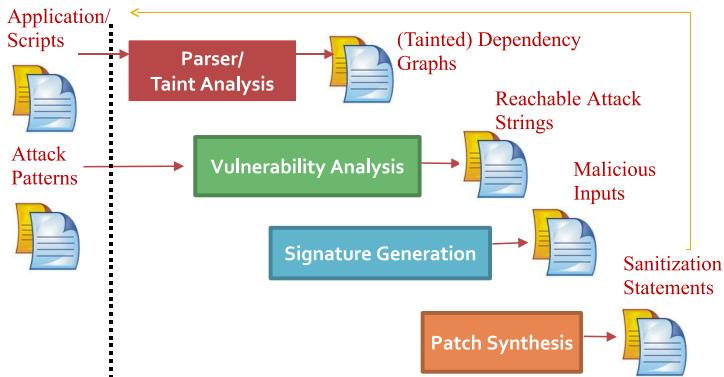 Application/
Scripts
Parser/
Taint Analysis
(Tainted) Dependency
Graphs
Attack
Patterns
Vulnerability Analysis
Reachable Attack
Strings
Signature Generation
Malicious
Inputs
Patch Synthesis
Sanitization
Statements